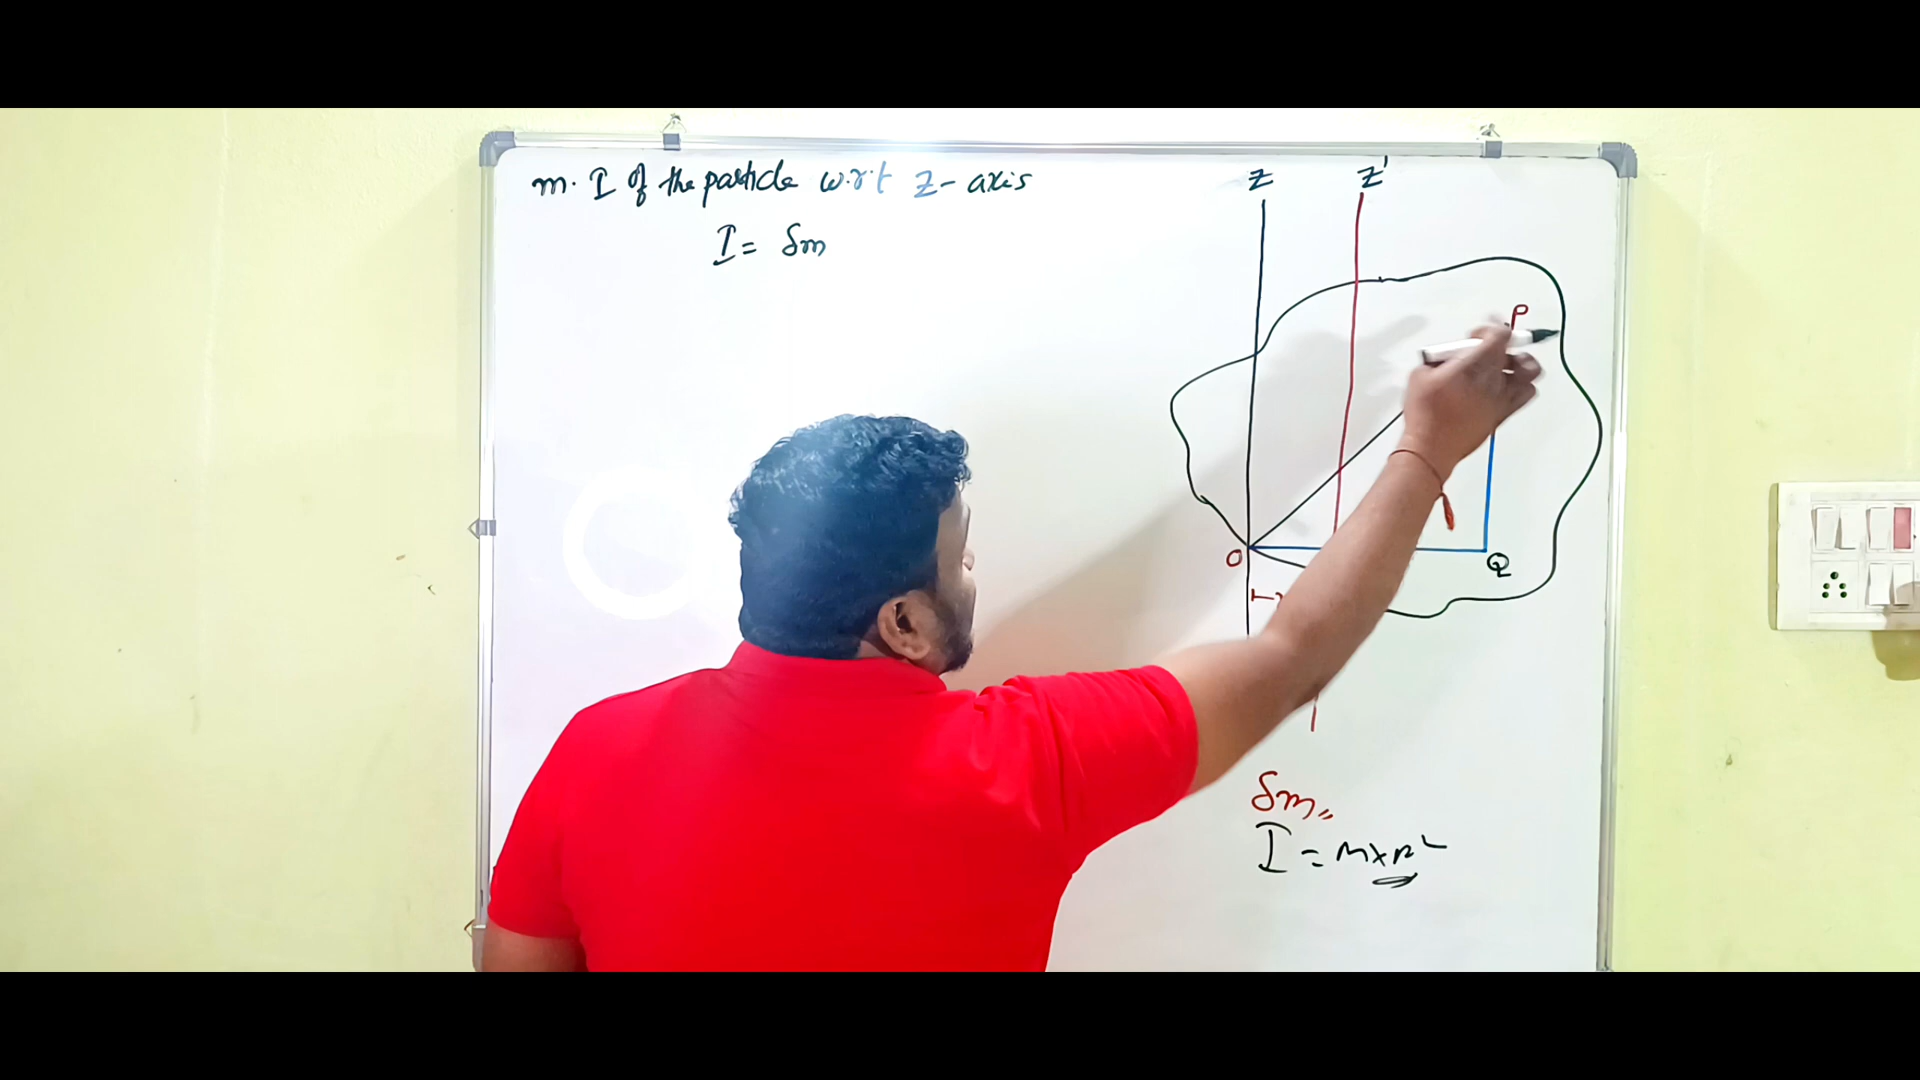 m. I of the particle w.r.t Z-axis
I = δm
Z Z'
P
O
Q
δm,,
I = M×R²